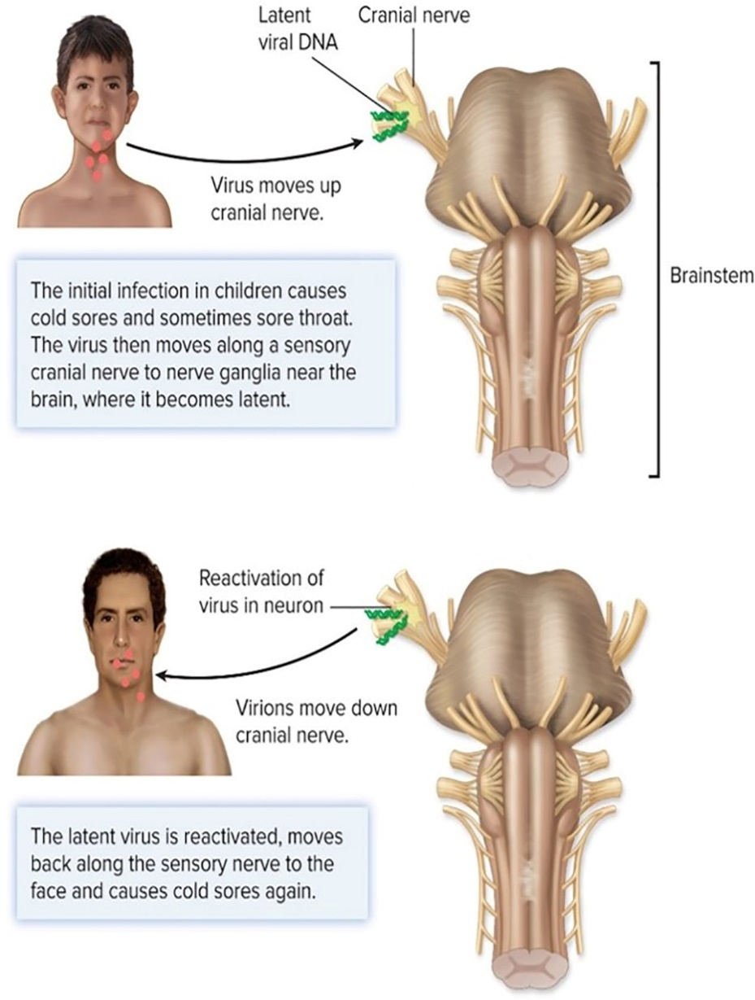 Latent
viral DNA
Cranial nerve
Virus moves up
cranial nerve.
Brainstem
The initial infection in children causes
cold sores and sometimes sore throat.
The virus then moves along a sensory
cranial nerve to nerve ganglia near the
brain, where it becomes latent.
Reactivation of
virus in neuron
Virions move down
cranial nerve.
The latent virus is reactivated, moves
back along the sensory nerve to the
face and causes cold sores again.